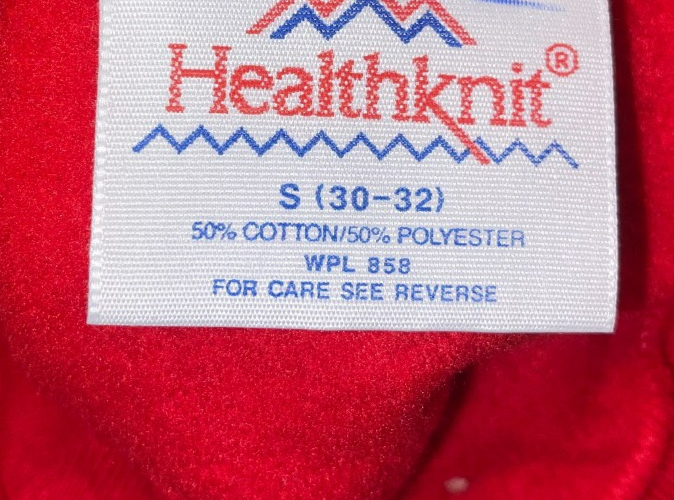 Healthknit®
S (30-32)
50% COTTON/50% POLYESTER
WPL 858
FOR CARE SEE REVERSE